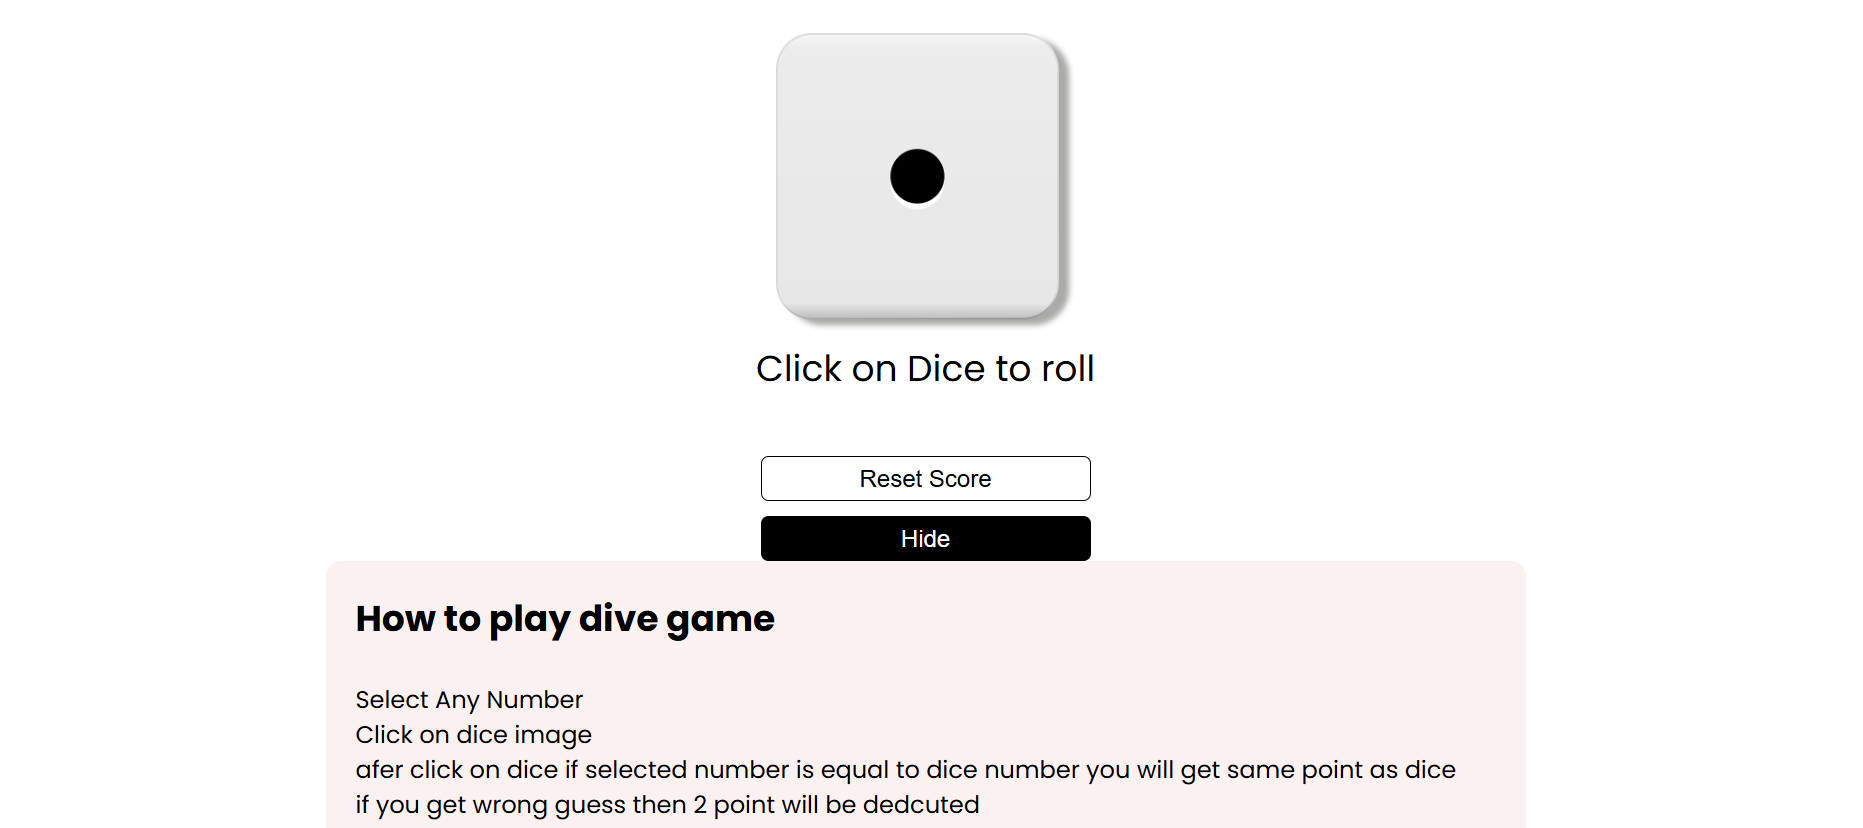 Click on Dice to roll
Reset Score
Hide
How to play dive game
Select Any Number
Click on dice image
afer click on dice if selected number is equal to dice number you will get same point as dice
if you get wrong guess then 2 point will be dedcuted